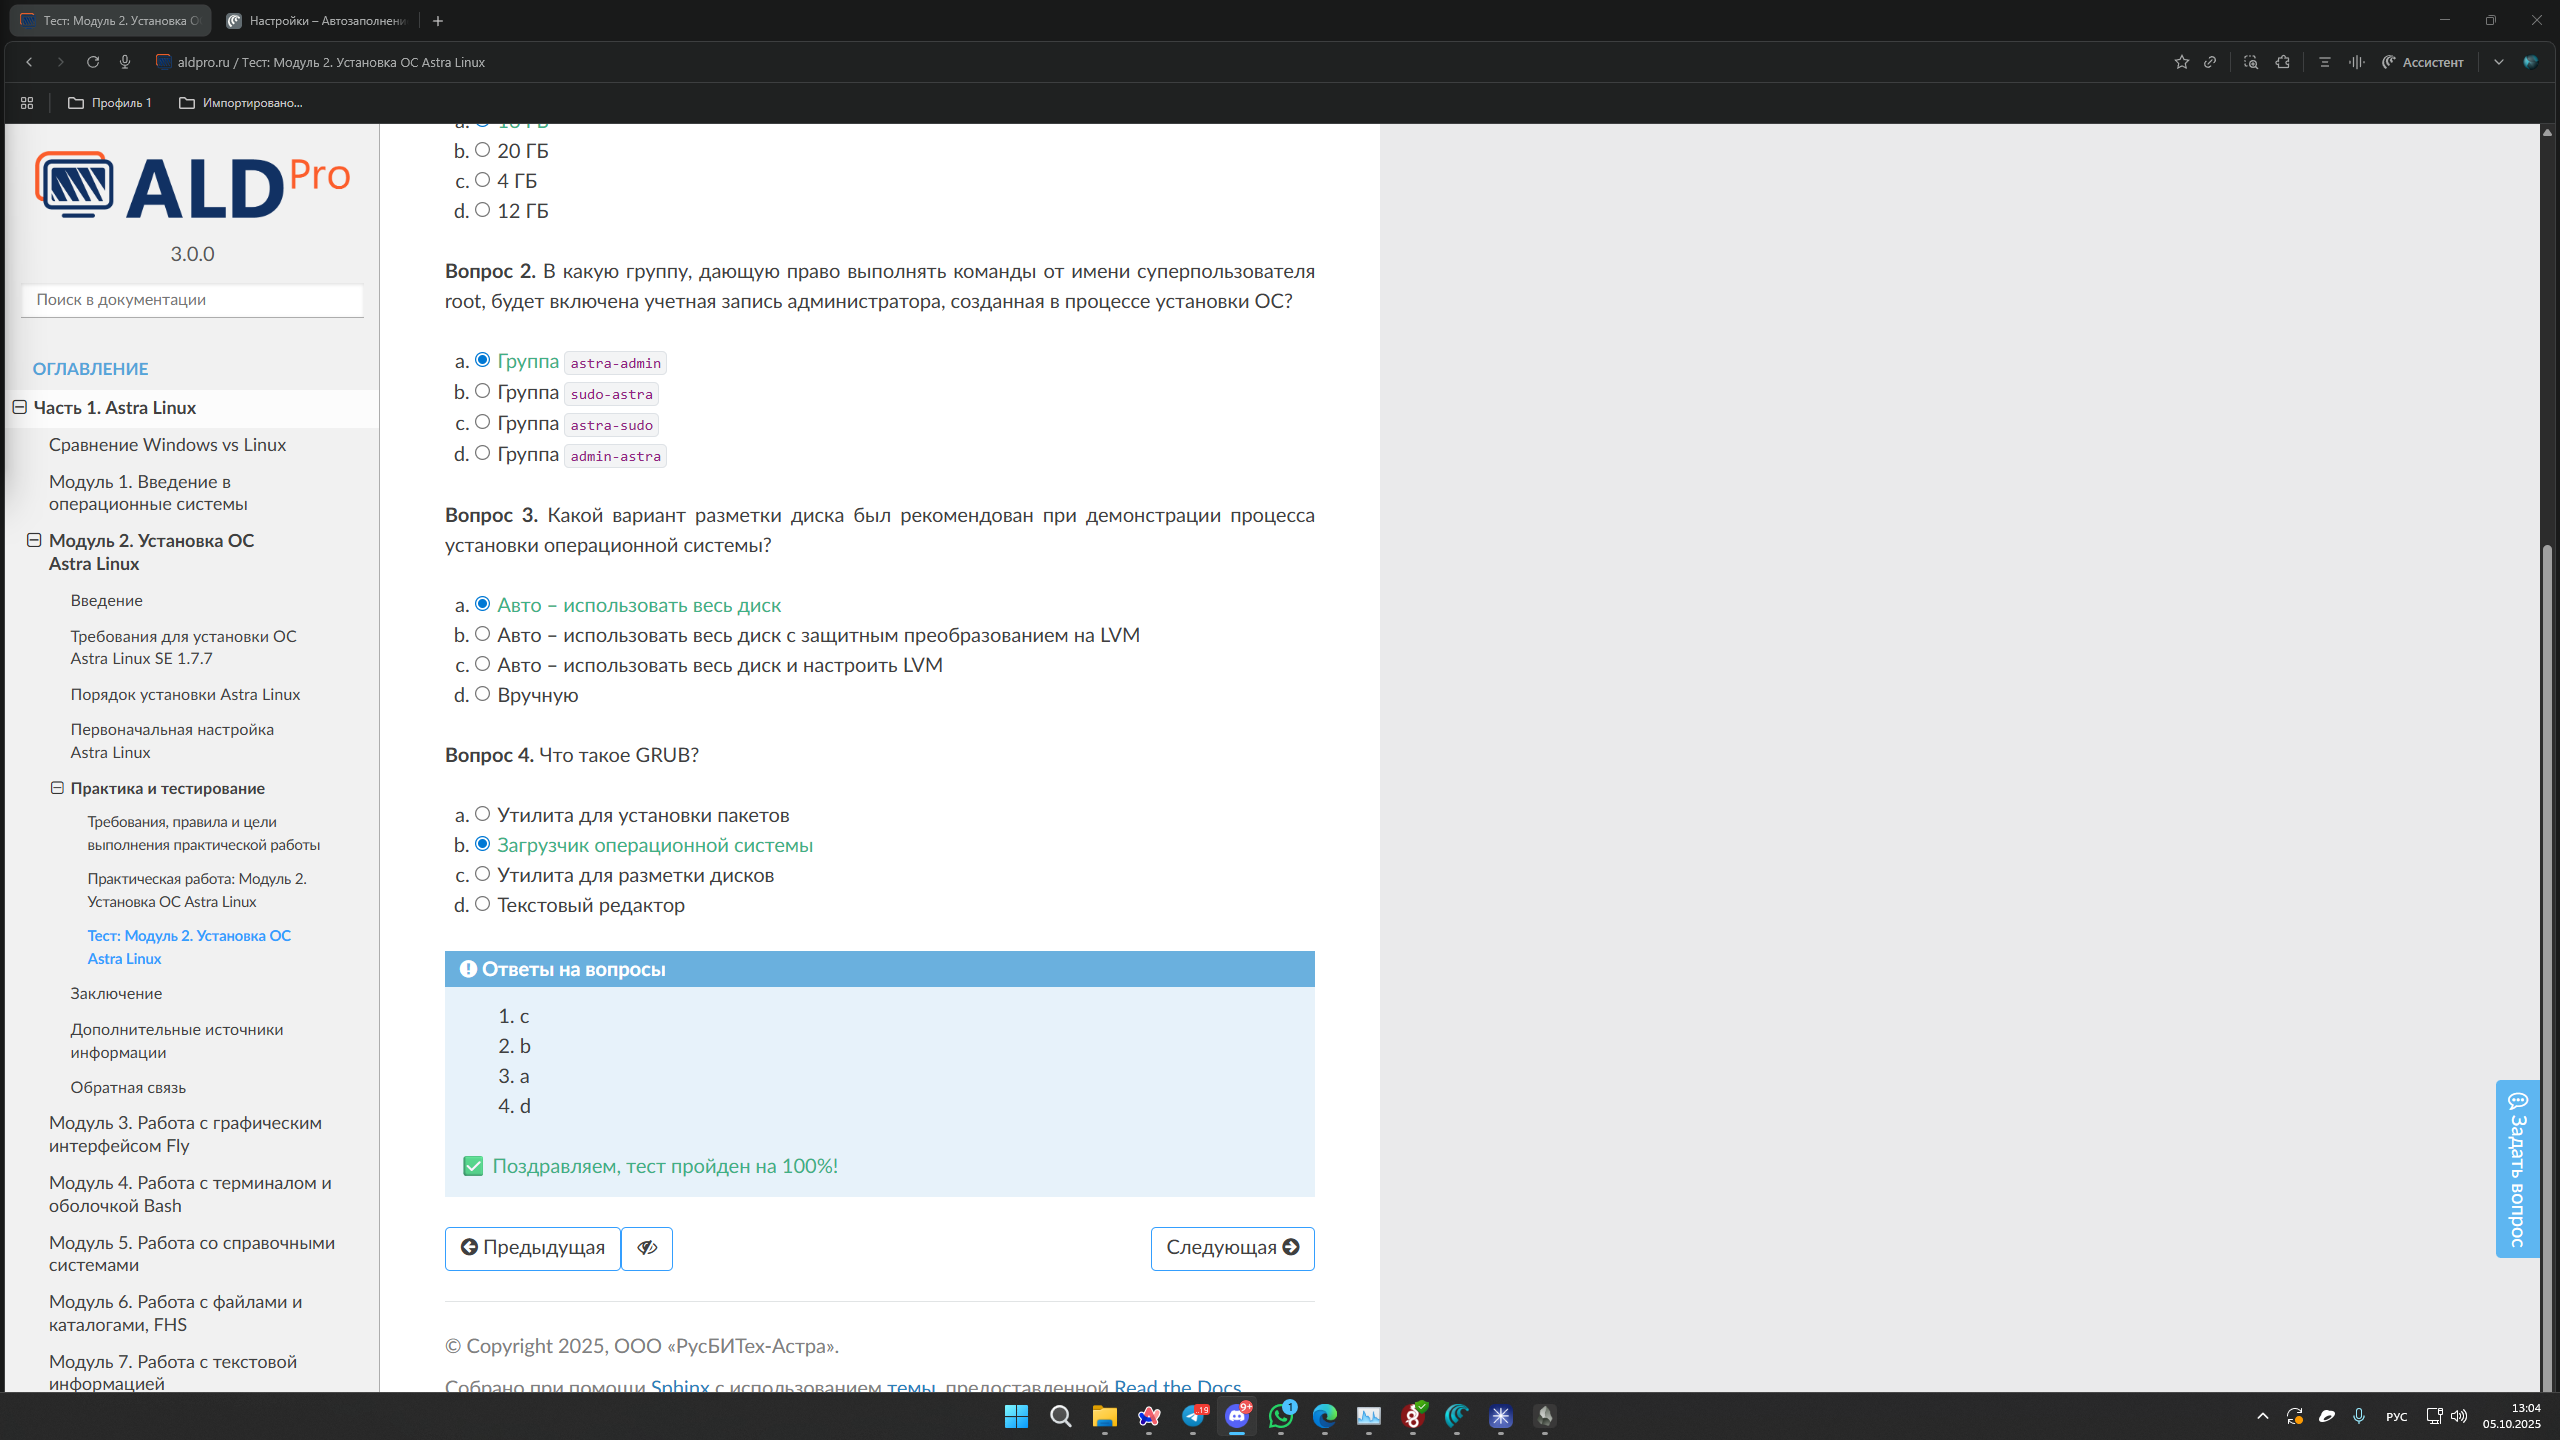 Тест: Модуль 2. Установка О
Настройки – Автозаполнени
aldpro.ru / Тест: Модуль 2. Установка ОС Astra Linux
Ассистент
Профиль 1
Импортировано...
ALD Pro
3.0.0
Поиск в документации
ОГЛАВЛЕНИЕ
Часть 1. Astra Linux
Сравнение Windows vs Linux
Модуль 1. Введение в
операционные системы
Модуль 2. Установка ОС
Astra Linux
Введение
Требования для установки ОС
Astra Linux SE 1.7.7
Порядок установки Astra Linux
Первоначальная настройка
Astra Linux
Практика и тестирование
Требования, правила и цели
выполнения практической работы
Практическая работа: Модуль 2.
Установка ОС Astra Linux
Тест: Модуль 2. Установка ОС
Astra Linux
Заключение
Дополнительные источники
информации
Обратная связь
Модуль 3. Работа с графическим
интерфейсом Fly
Модуль 4. Работа с терминалом и
оболочкой Bash
Модуль 5. Работа со справочными
системами
Модуль 6. Работа с файлами и
каталогами, FHS
Модуль 7. Работа с текстовой
информацией
b. 20 ГБ
c. 4 ГБ
d. 12 ГБ
Вопрос 2. В какую группу, дающую право выполнять команды от имени суперпользователя
root, будет включена учетная запись администратора, созданная в процессе установки ОС?
a. Группа astra-admin
b. Группа sudo-astra
c. Группа astra-sudo
d. Группа admin-astra
Вопрос 3. Какой вариант разметки диска был рекомендован при демонстрации процесса
установки операционной системы?
a. Авто – использовать весь диск
b. Авто – использовать весь диск с защитным преобразованием на LVM
c. Авто – использовать весь диск и настроить LVM
d. Вручную
Вопрос 4. Что такое GRUB?
a. Утилита для установки пакетов
b. Загрузчик операционной системы
c. Утилита для разметки дисков
d. Текстовый редактор
Ответы на вопросы
1. c
2. b
3. a
4. d
Поздравляем, тест пройден на 100%!
Предыдущая
Следующая
© Copyright 2025, ООО «РусБИТех-Астра».
Собрано при помощи Sphinx с использованием темы, предоставленной Read the Docs.
Задать вопрос
19
9+
1
РУС
13:04
05.10.2025